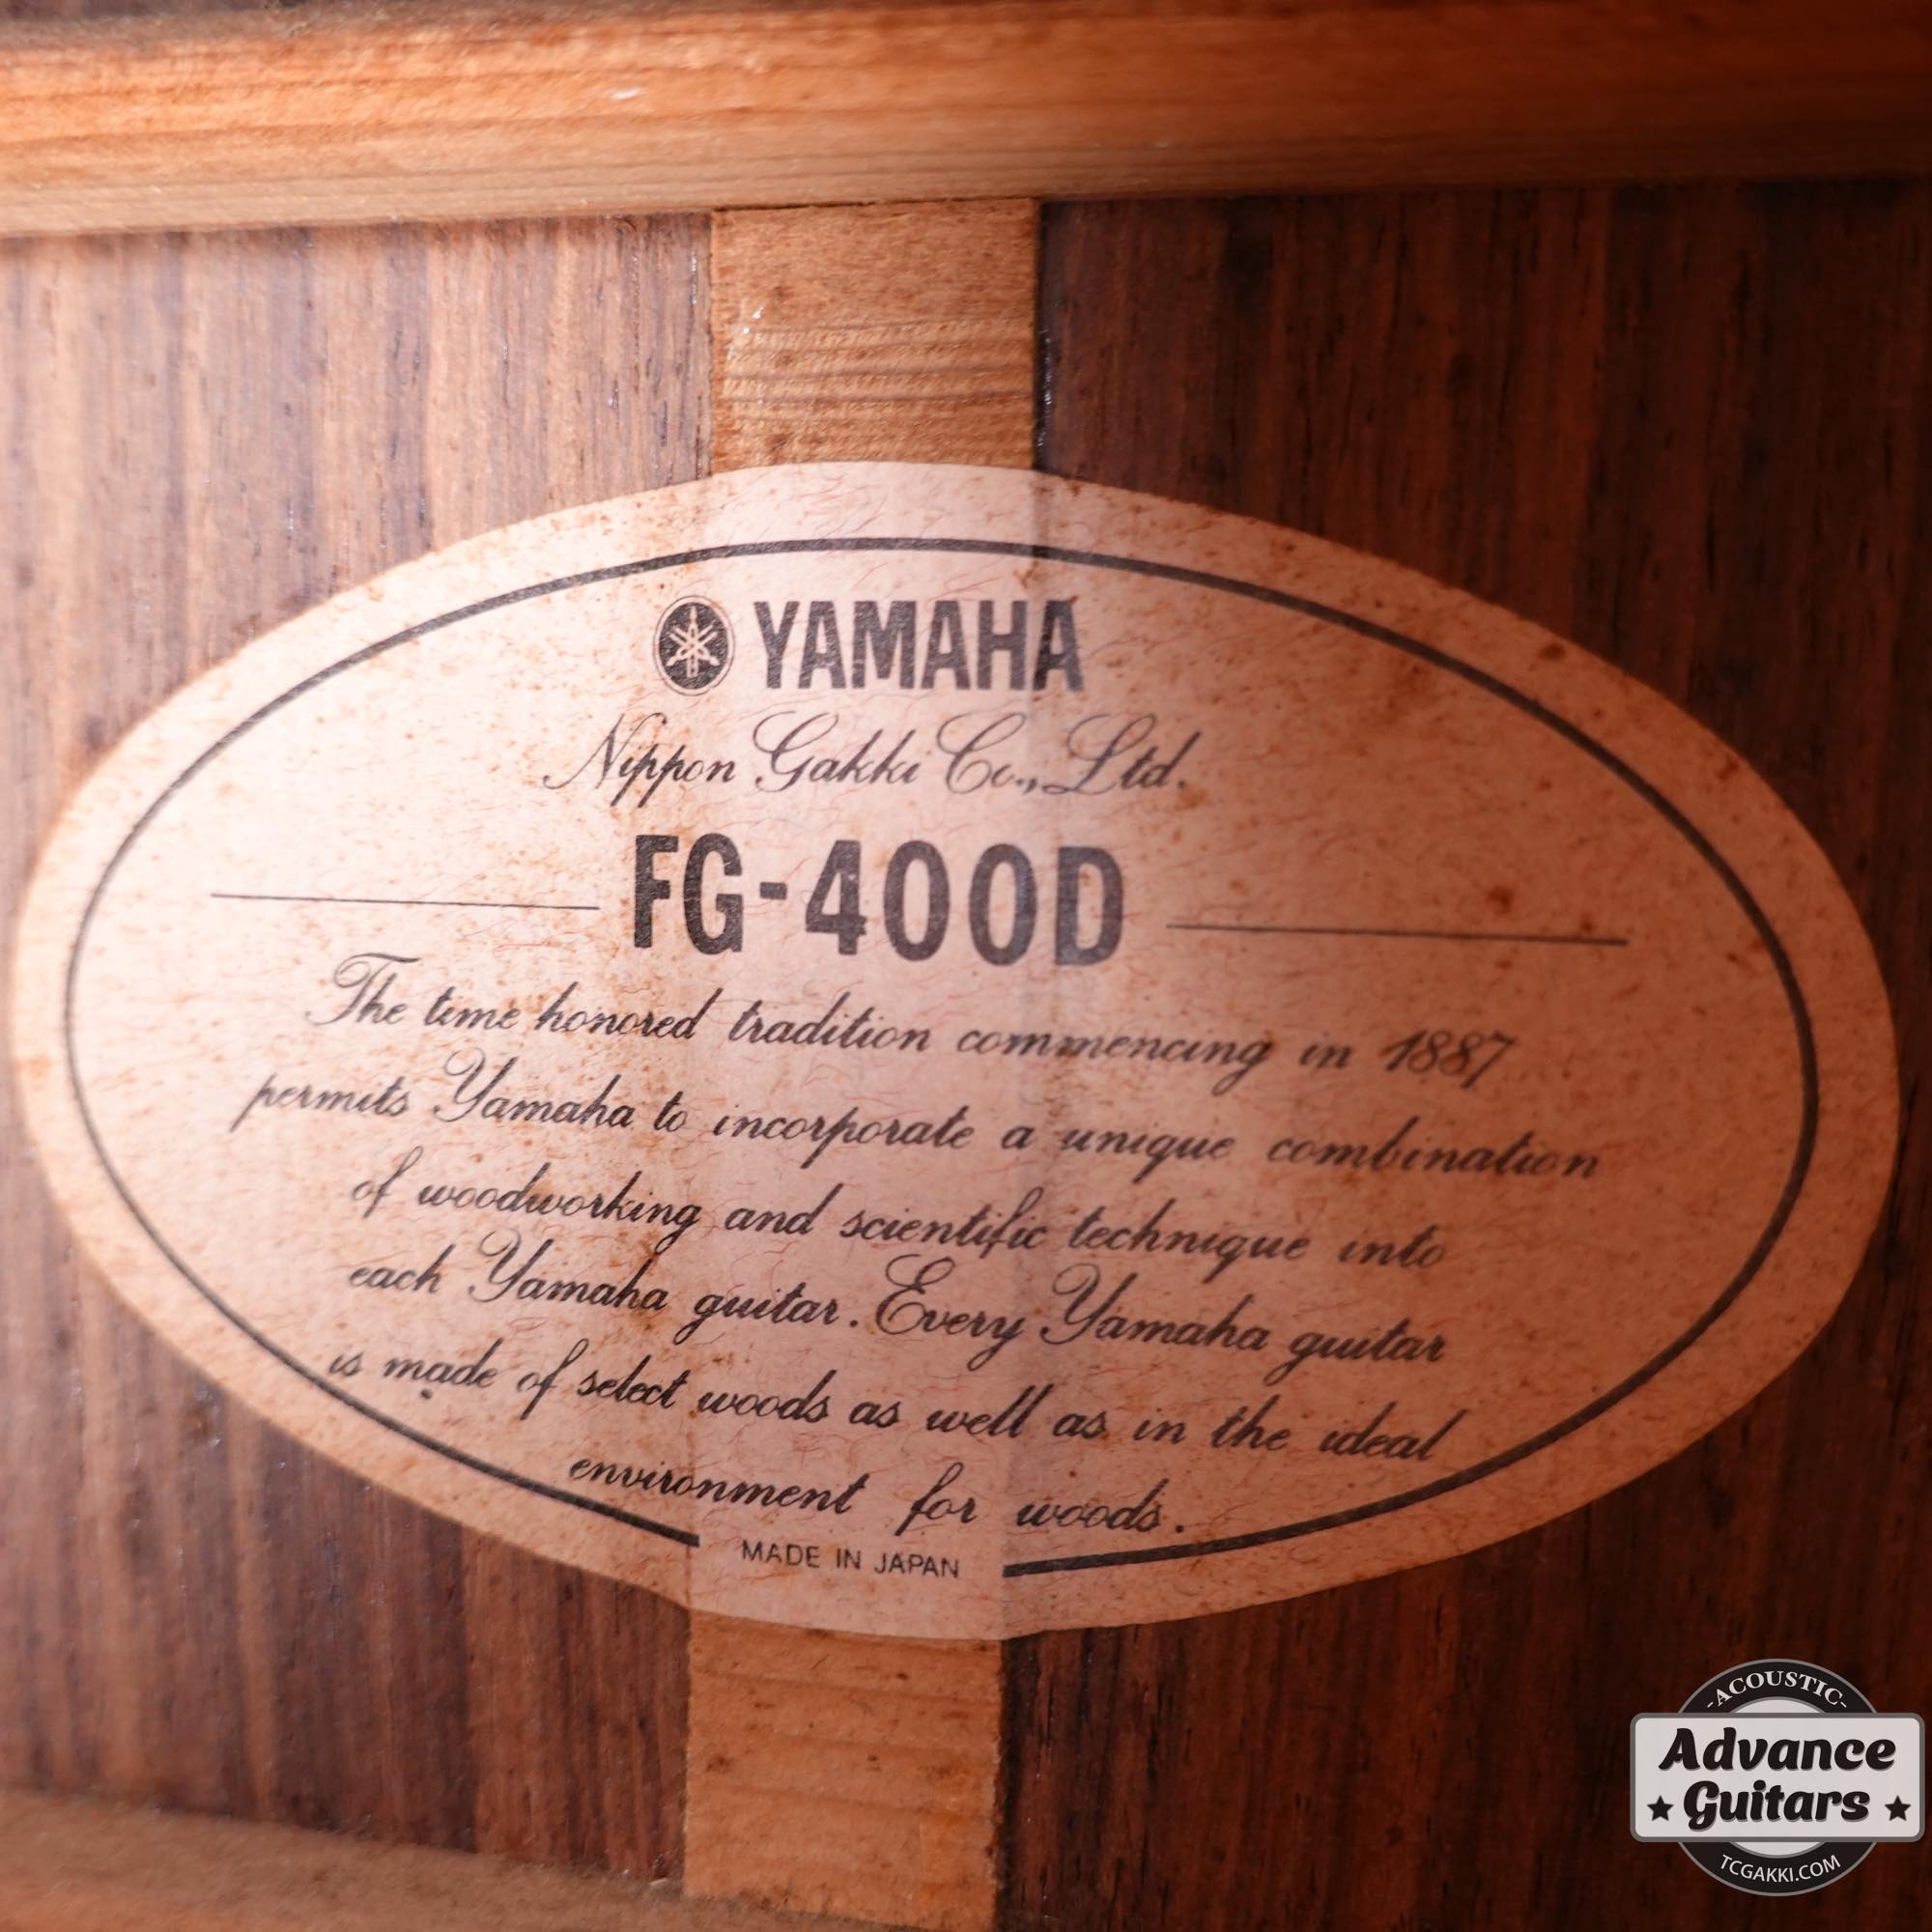 YAMAHA
Nippon Gakki Co., Ltd.
FG-400D
The time honored tradition commencing in 1887
permits Yamaha to incorporate a unique combination
of woodworking and scientific technique into
each Yamaha guitar. Every Yamaha guitar
is made of select woods as well as in the ideal
environment for woods.
MADE IN JAPAN
-ACOUSTIC-
Advance
Guitars
TCGAKKI.COM